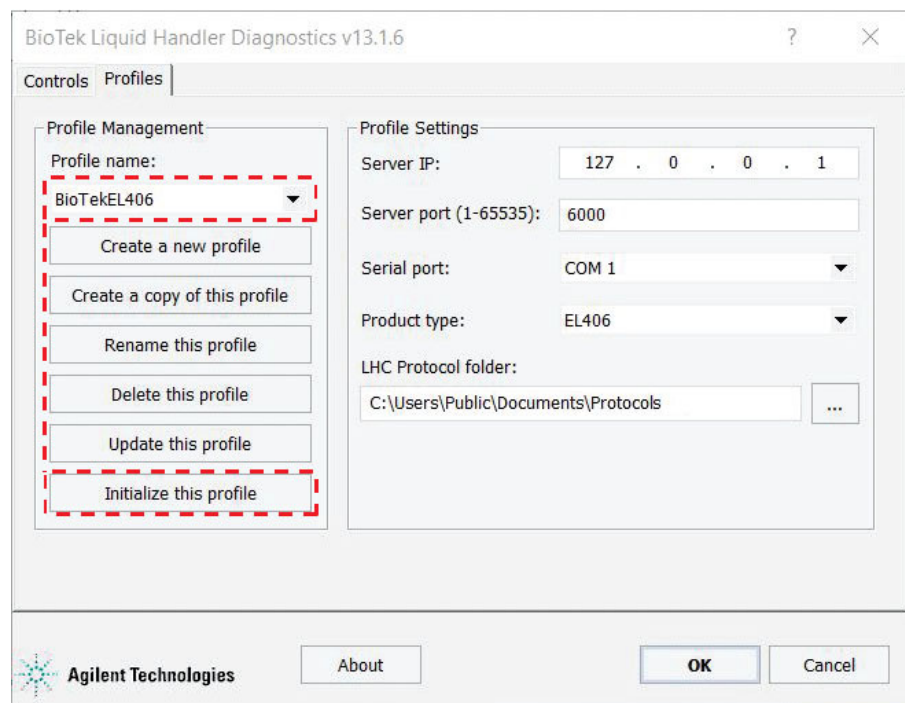 BioTek Liquid Handler Diagnostics v13.1.6 ?
Controls Profiles
Profile Management
Profile name:
BioTekEL406
Create a new profile
Create a copy of this profile
Rename this profile
Delete this profile
Update this profile
Initialize this profile
Profile Settings
Server IP: 127 . 0 . 0 . 1
Server port (1-65535): 6000
Serial port: COM 1
Product type: EL406
LHC Protocol folder:
C:\Users\Public\Documents\Protocols ...
Agilent Technologies About OK Cancel